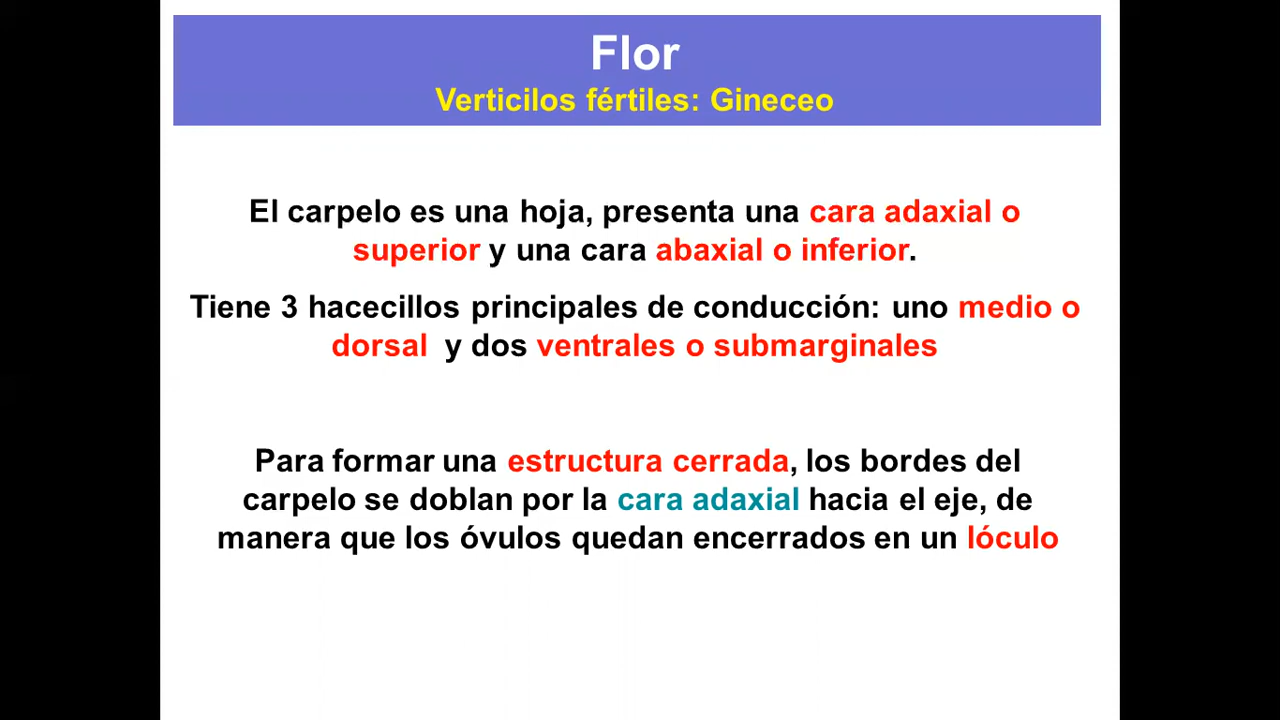 Flor
Verticilos fértiles: Gineceo
El carpelo es una hoja, presenta una cara adaxial o
superior y una cara abaxial o inferior.
Tiene 3 hacecillos principales de conducción: uno medio o
dorsal y dos ventrales o submarginales
Para formar una estructura cerrada, los bordes del
carpelo se doblan por la cara adaxial hacia el eje, de
manera que los óvulos quedan encerrados en un lóculo